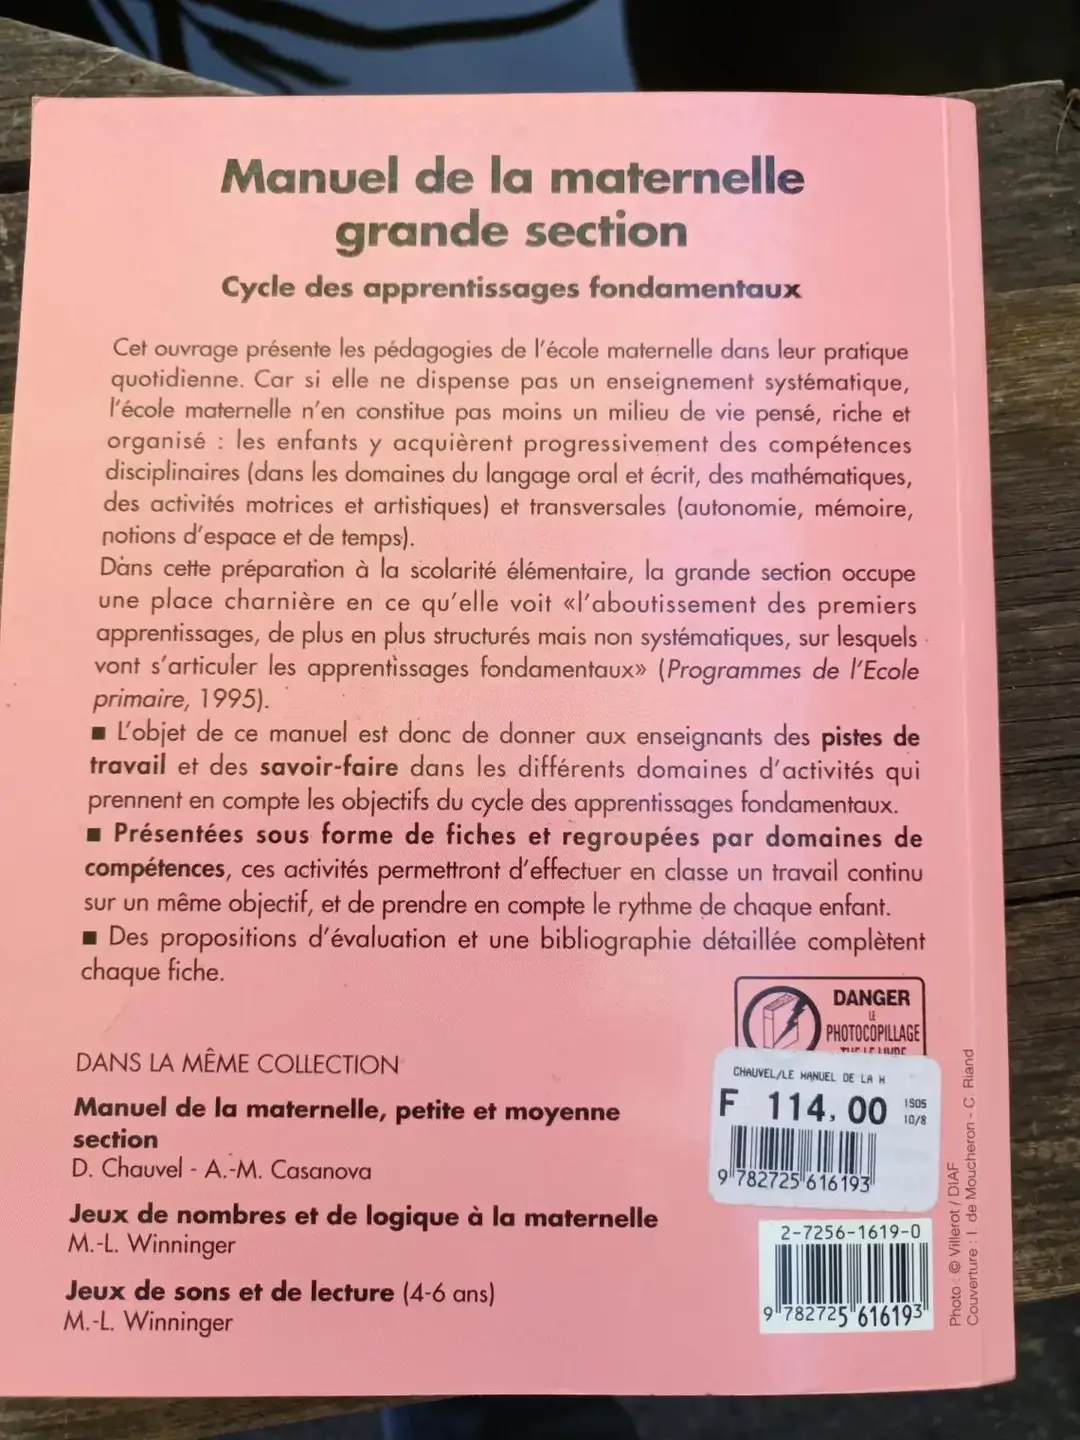 Manuel de la maternelle
grande section
Cycle des apprentissages fondamentaux
Cet ouvrage présente les pédagogies de l'école maternelle dans leur pratique
quotidienne. Car si elle ne dispense pas un enseignement systématique,
l'école maternelle n'en constitue pas moins un milieu de vie pensé, riche et
organisé : les enfants y acquièrent progressivement des compétences
disciplinaires (dans les domaines du langage oral et écrit, des mathématiques,
des activités motrices et artistiques) et transversales (autonomie, mémoire,
notions d'espace et de temps).
Dans cette préparation à la scolarité élémentaire, la grande section occupe
une place charnière en ce qu'elle voit «l'aboutissement des premiers
apprentissages, de plus en plus structurés mais non systématiques, sur lesquels
vont s'articuler les apprentissages fondamentaux» (Programmes de l'Ecole
primaire, 1995).
■ L'objet de ce manuel est donc de donner aux enseignants des pistes de
travail et des savoir-faire dans les différents domaines d'activités qui
prennent en compte les objectifs du cycle des apprentissages fondamentaux.
■ Présentées sous forme de fiches et regroupées par domaines de
compétences, ces activités permettront d'effectuer en classe un travail continu
sur un même objectif, et de prendre en compte le rythme de chaque enfant.
■ Des propositions d'évaluation et une bibliographie détaillée complètent
chaque fiche.
DANGER
LE
PHOTOCOPILLAGE
TUE LE LIVRE
DANS LA MÊME COLLECTION
Manuel de la maternelle, petite et moyenne
section
D. Chauvel - A.-M. Casanova
Jeux de nombres et de logique à la maternelle
M.-L. Winninger
Jeux de sons et de lecture (4-6 ans)
M.-L. Winninger
CHAUVEL/LE MANUEL DE LA M
F 114,00
1S05
10/8
9 782725 616193
2-7256-1619-0
9 782725 616193
Photo : © Villerot / DIAF
Couverture : I. de Moucheron - C. Riand